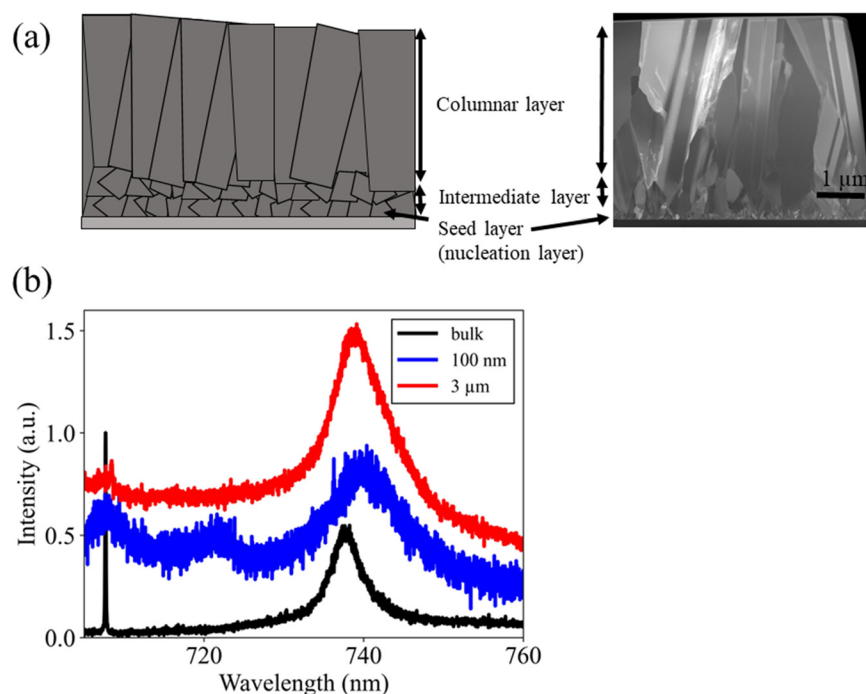 (a)
Columnar layer
Intermediate layer
Seed layer
(nucleation layer)
1 μm
(b)
bulk
100 nm
3 μm
1.5
1.0
0.5
0.0
Intensity (a.u.)
720
740
760
Wavelength (nm)